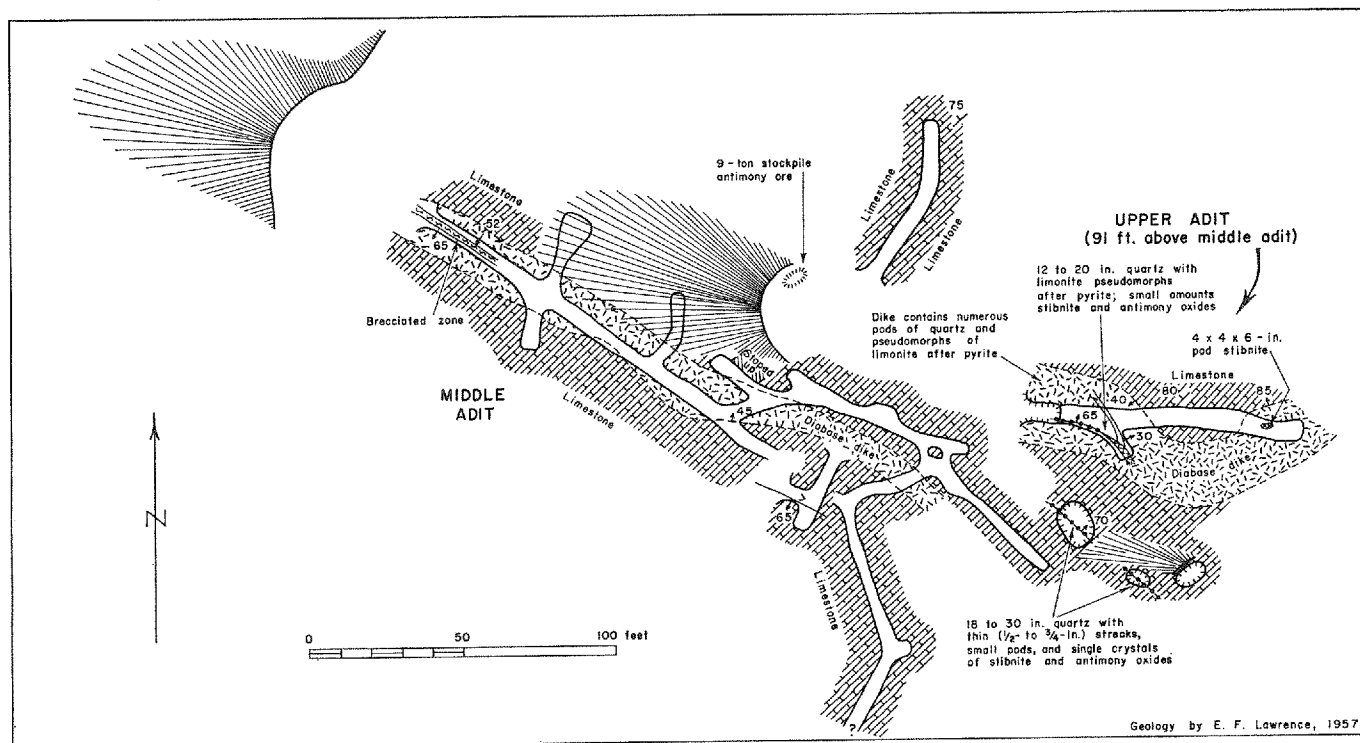 75
9-ton stockpile
antimony ore
Limestone
Limestone
Limestone
UPPER ADIT
(91 ft. above middle adit)
12 to 20 in. quartz with
limonite pseudomorphs
after pyrite; small amounts
stibnite and antimony oxides
52
65
Brecciated zone
Dike contains numerous
pods of quartz and
pseudomorphs of
limonite after pyrite
4 x 4 x 6-in.
pod stibnite
Limestone
MIDDLE
ADIT
Limestone
Stoped
up
40
80
85
65
30
45
Diabase dike
Diabase dike
N
65
70
Limestone
0 50 100 feet
18 to 30 in. quartz with
thin (½- to ¾-in.) streaks,
small pods, and single crystals
of stibnite and antimony oxides
?
Geology by E. F. Lawrence, 1957